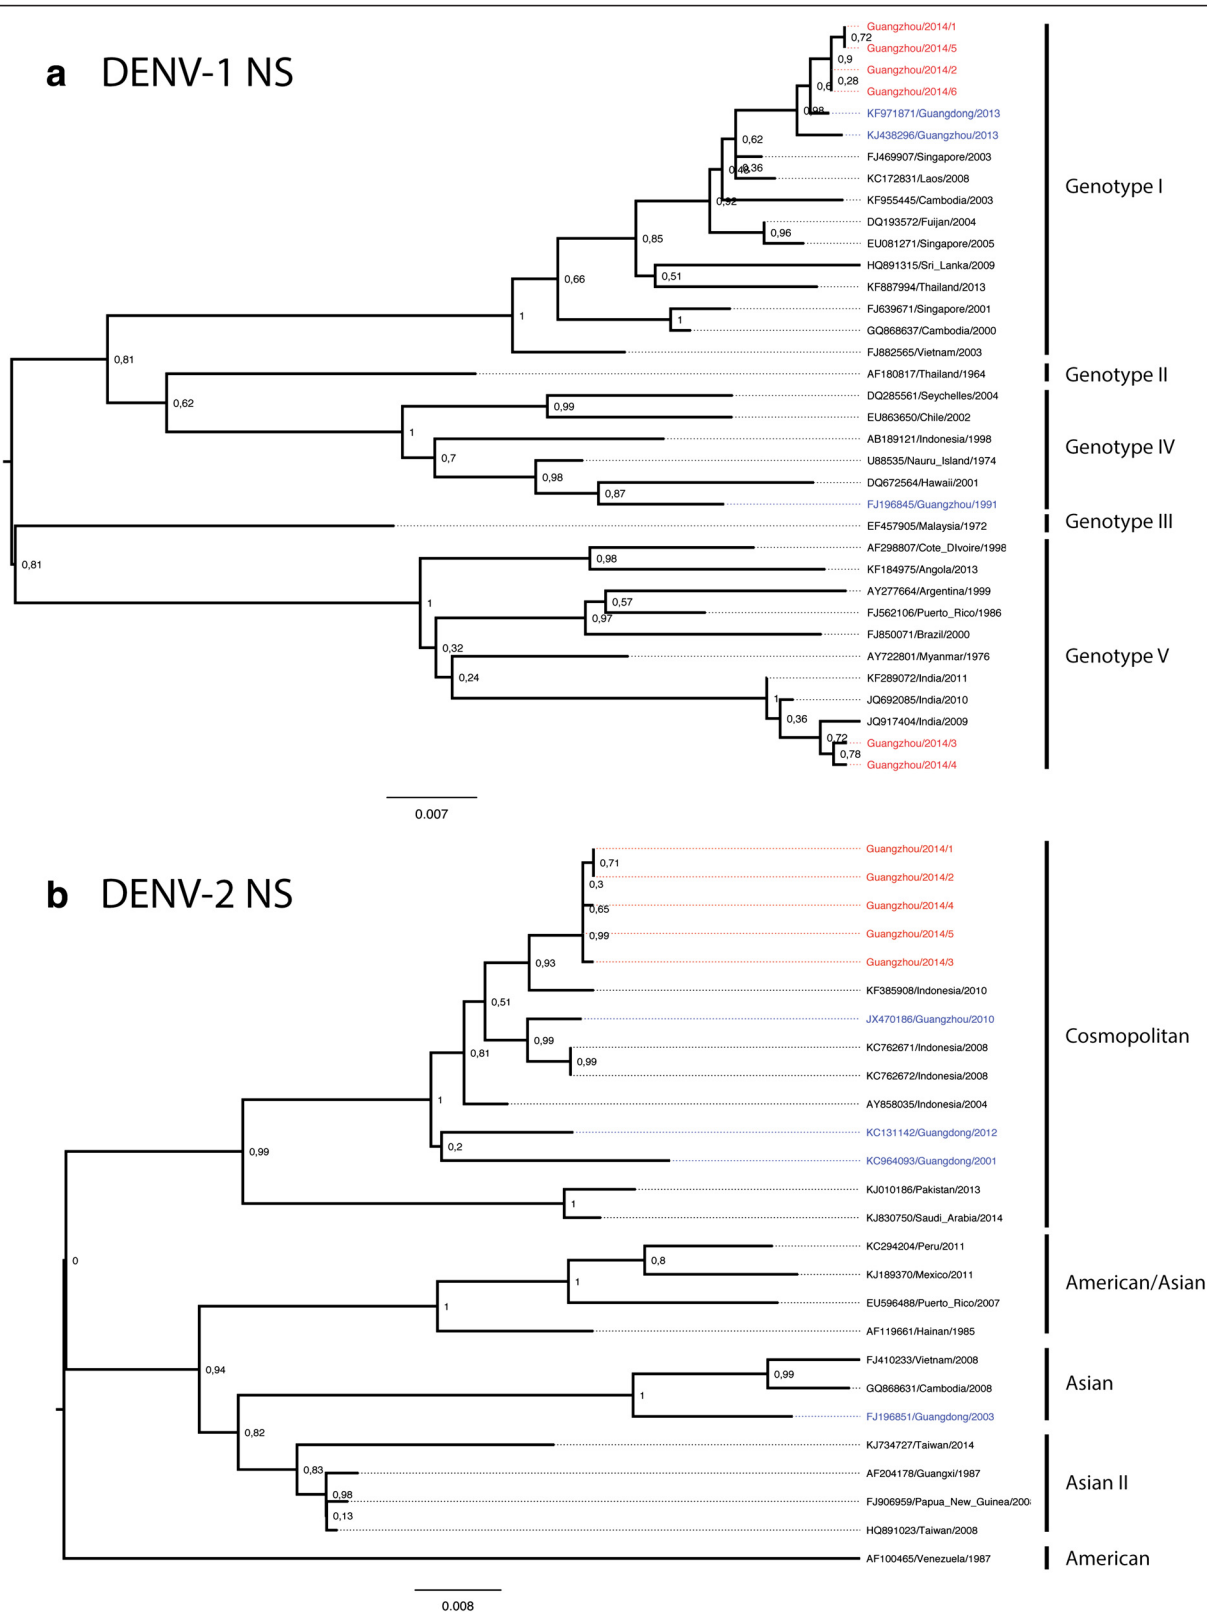 a DENV-1 NS
Guangzhou/2014/1
0,72
Guangzhou/2014/5
0,9
Guangzhou/2014/2
0,28
0,6
Guangzhou/2014/6
0,98
KF971871/Guangdong/2013
KJ438296/Guangzhou/2013
0,62
FJ469907/Singapore/2003
0,36
KC172831/Laos/2008
Genotype I
0,92
KF955445/Cambodia/2003
DQ193572/Fuijan/2004
0,96
0,85
EU081271/Singapore/2005
HQ891315/Sri_Lanka/2009
0,51
0,66
KF887994/Thailand/2013
FJ639671/Singapore/2001
1
1
GQ868637/Cambodia/2000
FJ882565/Vietnam/2003
0,81
AF180817/Thailand/1964
Genotype II
0,62
DQ285561/Seychelles/2004
0,99
EU863650/Chile/2002
1
AB189121/Indonesia/1998
Genotype IV
0,7
U88535/Nauru_Island/1974
0,98
DQ672564/Hawaii/2001
0,87
FJ196845/Guangzhou/1991
EF457905/Malaysia/1972
Genotype III
0,81
AF298807/Cote_DIvoire/1998
0,98
KF184975/Angola/2013
AY277664/Argentina/1999
1
0,57
FJ562106/Puerto_Rico/1986
0,97
FJ850071/Brazil/2000
0,32
AY722801/Myanmar/1976
Genotype V
0,24
KF289072/India/2011
1
JQ692085/India/2010
0,36
JQ917404/India/2009
0,72
Guangzhou/2014/3
0,78
Guangzhou/2014/4
0.007
b DENV-2 NS
Guangzhou/2014/1
0,71
Guangzhou/2014/2
0,3
Guangzhou/2014/4
0,65
Guangzhou/2014/5
0,99
Guangzhou/2014/3
0,93
KF385908/Indonesia/2010
0,51
JX470186/Guangzhou/2010
Cosmopolitan
0,99
KC762671/Indonesia/2008
0,81
0,99
KC762672/Indonesia/2008
1
AY858035/Indonesia/2004
KC131142/Guangdong/2012
0,2
0,99
KC964093/Guangdong/2001
KJ010186/Pakistan/2013
1
KJ830750/Saudi_Arabia/2014
0
KC294204/Peru/2011
0,8
KJ189370/Mexico/2011
1
American/Asian
EU596488/Puerto_Rico/2007
1
AF119661/Hainan/1985
FJ410233/Vietnam/2008
0,94
0,99
GQ868631/Cambodia/2008
Asian
1
FJ196851/Guangdong/2003
0,82
KJ734727/Taiwan/2014
0,83
AF204178/Guangxi/1987
Asian II
0,98
FJ906959/Papua_New_Guinea/200
0,13
HQ891023/Taiwan/2008
AF100465/Venezuela/1987
American
0.008